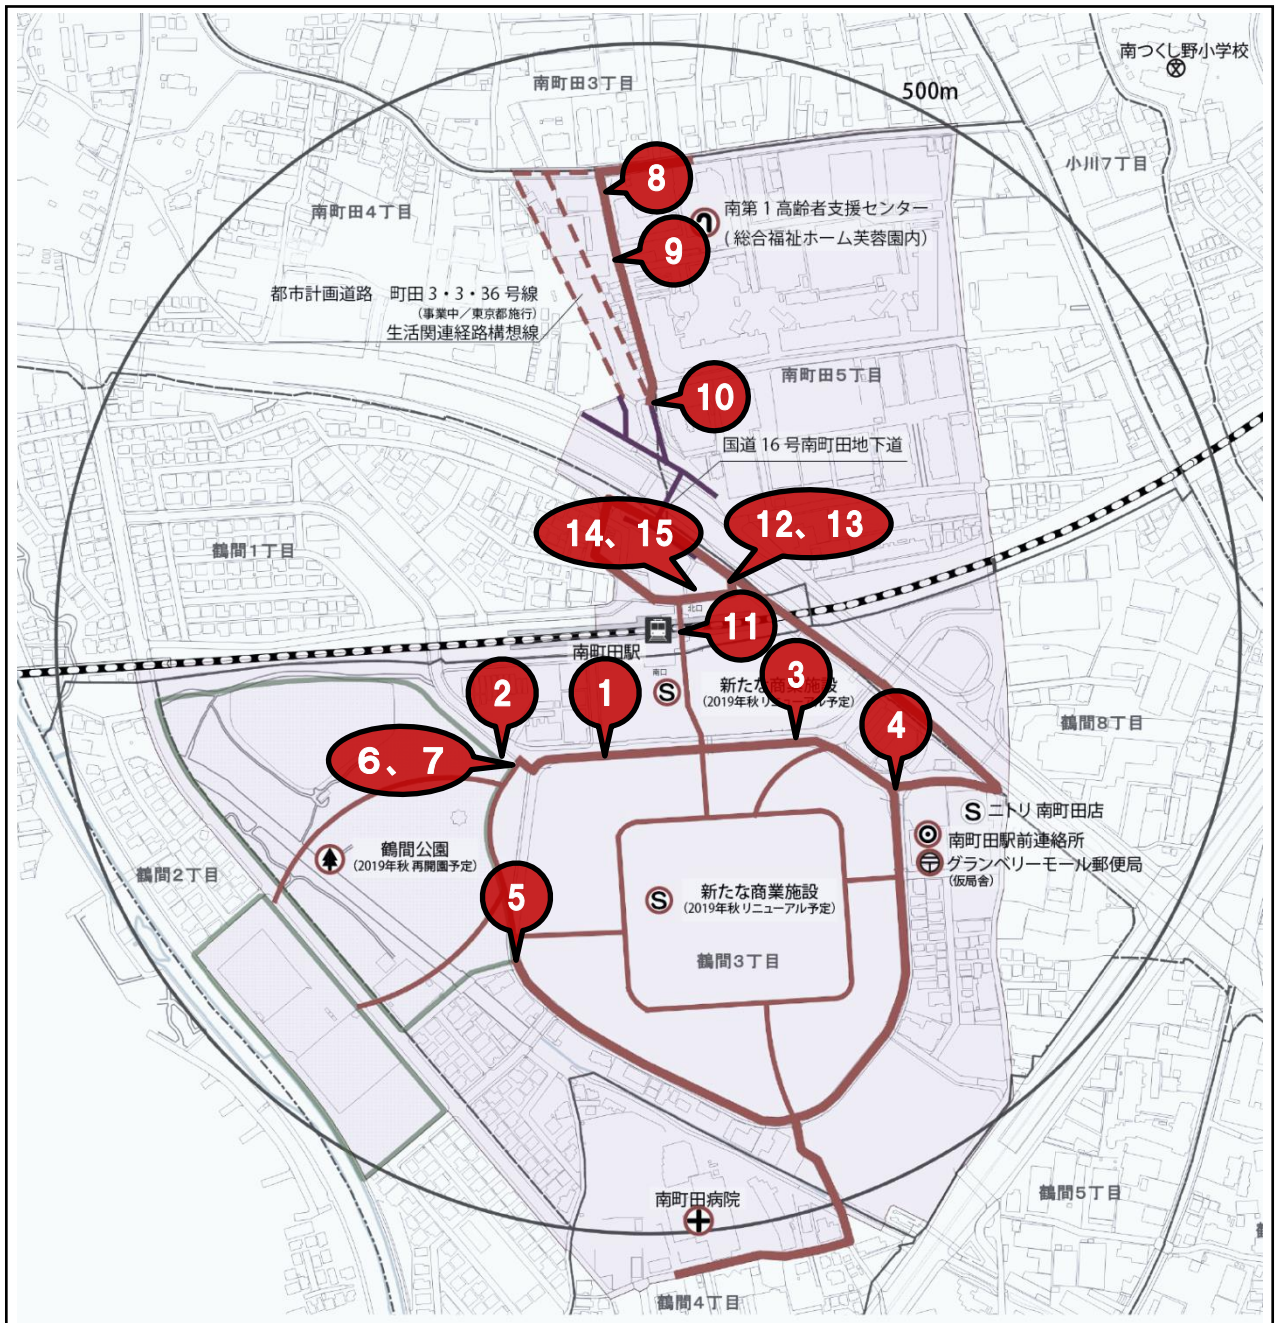 南つくし野小学校
南町田3丁目
500m
小川7丁目
8
南町田4丁目
南第1高齢者支援センター
(総合福祉ホーム芙蓉園内)
9
都市計画道路 町田3・3・36号線
(事業中／東京都施行)
生活関連経路構想線
南町田5丁目
10
国道16号南町田地下道
14、15
12、13
鶴間1丁目
北口
11
南町田駅
南口
S
新たな商業施設
(2019年秋リニューアル予定)
2
1
3
4
鶴間8丁目
6、7
S ニトリ 南町田店
南町田駅前連絡所
グランベリーモール郵便局
(仮局舎)
鶴間公園
(2019年秋 再開園予定)
鶴間2丁目
5
S
新たな商業施設
(2019年秋リニューアル予定)
鶴間3丁目
南町田病院
鶴間5丁目
鶴間4丁目